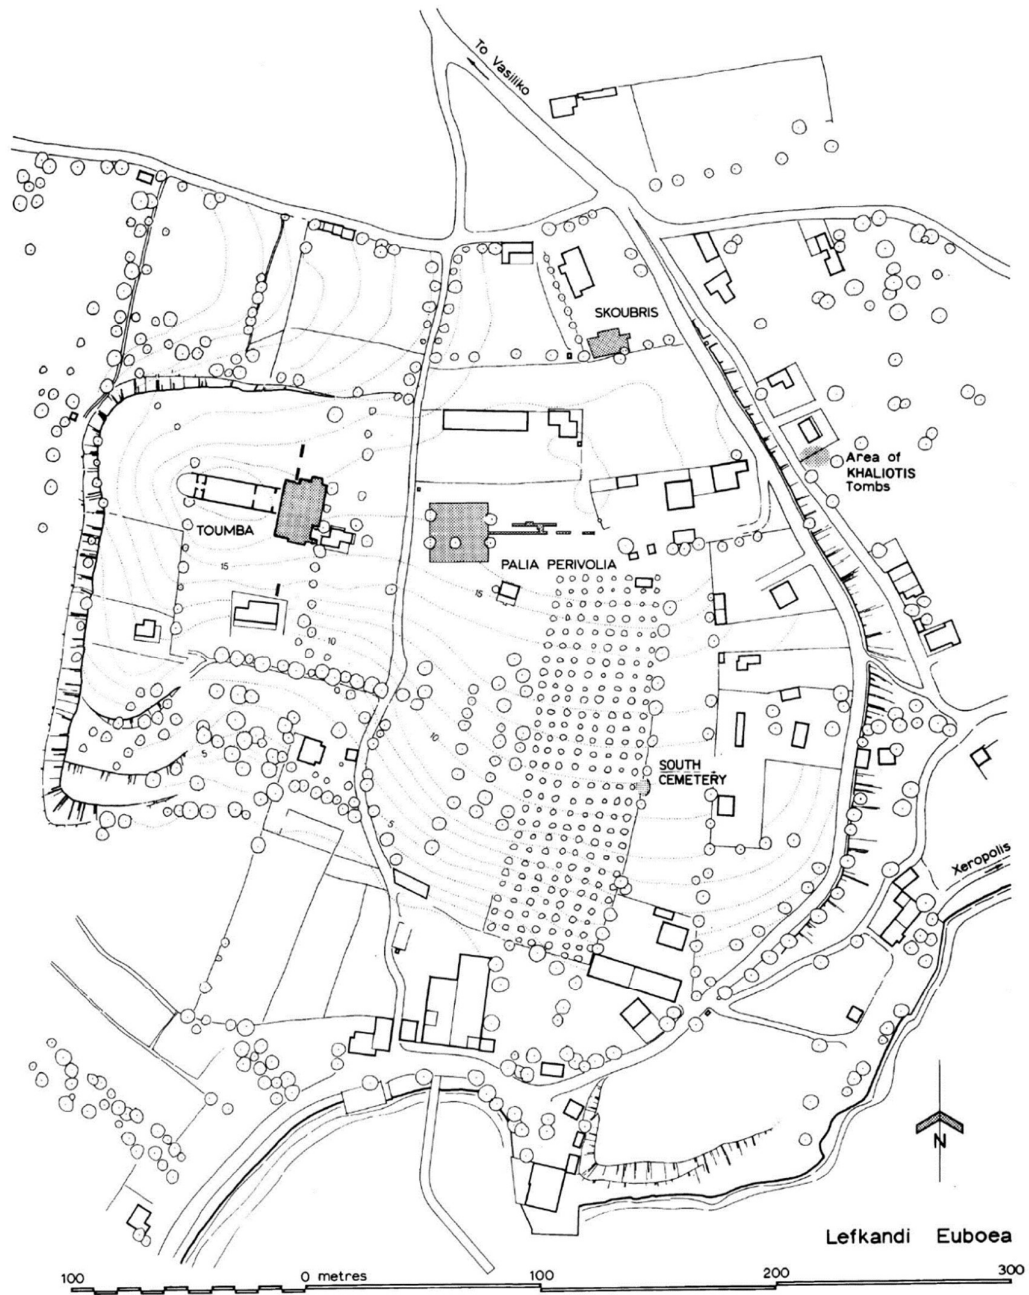 To Vasiliko
SKOUBRIS
Area of
KHALIOTIS
Tombs
TOUMBA
PALIA PERIVOLIA
15
15
10
10
SOUTH
CEMETERY
5
5
Xeropolis
N
Lefkandi Euboea
100 0 metres 100 200 300